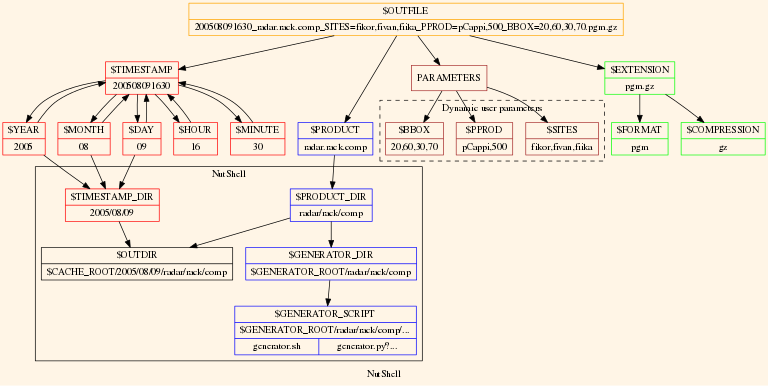 $OUTFILE
200508091630_radar.rack.comp_SITES=fikor,fivan,fiika_PPROD=pCappi,500_BBOX=20,60,30,70.pgm.gz
$TIMESTAMP
200508091630
PARAMETERS
$EXTENSION
pgm.gz
Dynamic user parameters
$YEAR
2005
$MONTH
08
$DAY
09
$HOUR
16
$MINUTE
30
$PRODUCT
radar.rack.comp
$BBOX
20,60,30,70
$PPROD
pCappi,500
$SITES
fikor,fivan,fiika
$FORMAT
pgm
$COMPRESSION
gz
NutShell
$TIMESTAMP_DIR
2005/08/09
$PRODUCT_DIR
radar/rack/comp
$OUTDIR
$CACHE_ROOT/2005/08/09/radar/rack/comp
$GENERATOR_DIR
$GENERATOR_ROOT/radar/rack/comp
$GENERATOR_SCRIPT
$GENERATOR_ROOT/radar/rack/comp/...
generator.sh
generator.py?...
NutShell